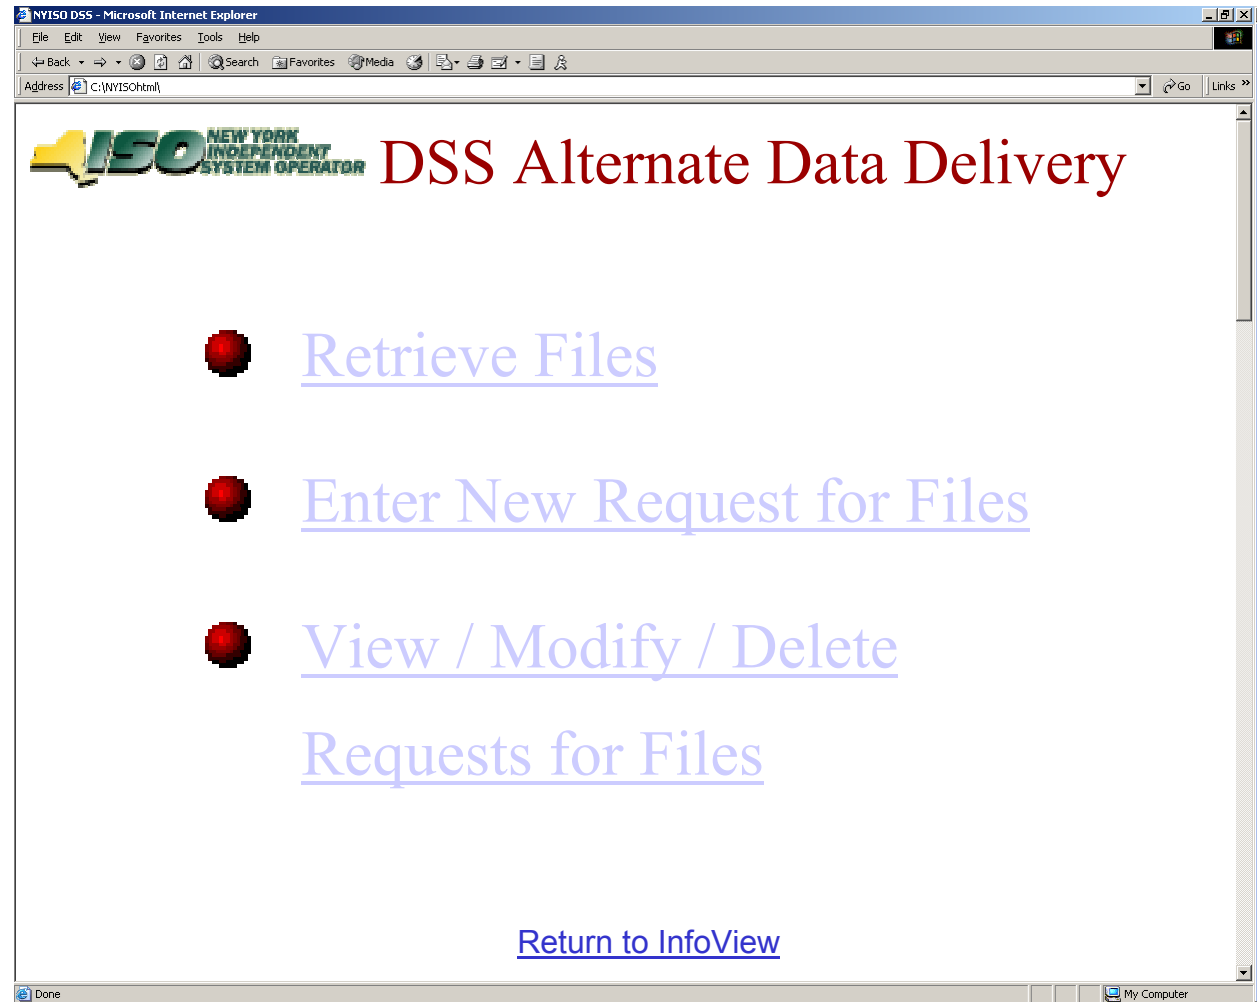 NYISO DSS - Microsoft Internet Explorer
File Edit View Favorites Tools Help
Back Search Favorites Media
Address C:\NYISOhtml\ Go Links »
ISO NEW YORK INDEPENDENT SYSTEM OPERATOR
DSS Alternate Data Delivery
Retrieve Files
Enter New Request for Files
View / Modify / Delete
Requests for Files
Return to InfoView
Done My Computer